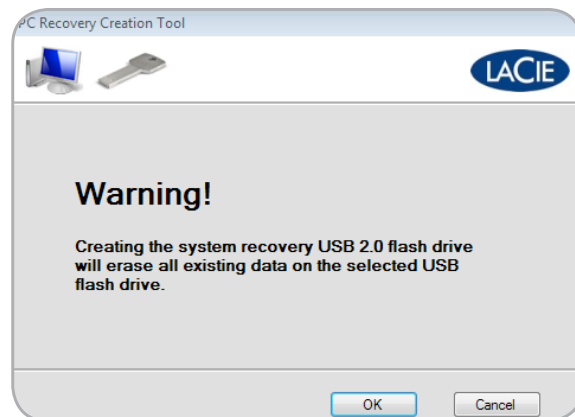 PC Recovery Creation Tool
LACIE
Warning!
Creating the system recovery USB 2.0 flash drive
will erase all existing data on the selected USB
flash drive.
OK
Cancel